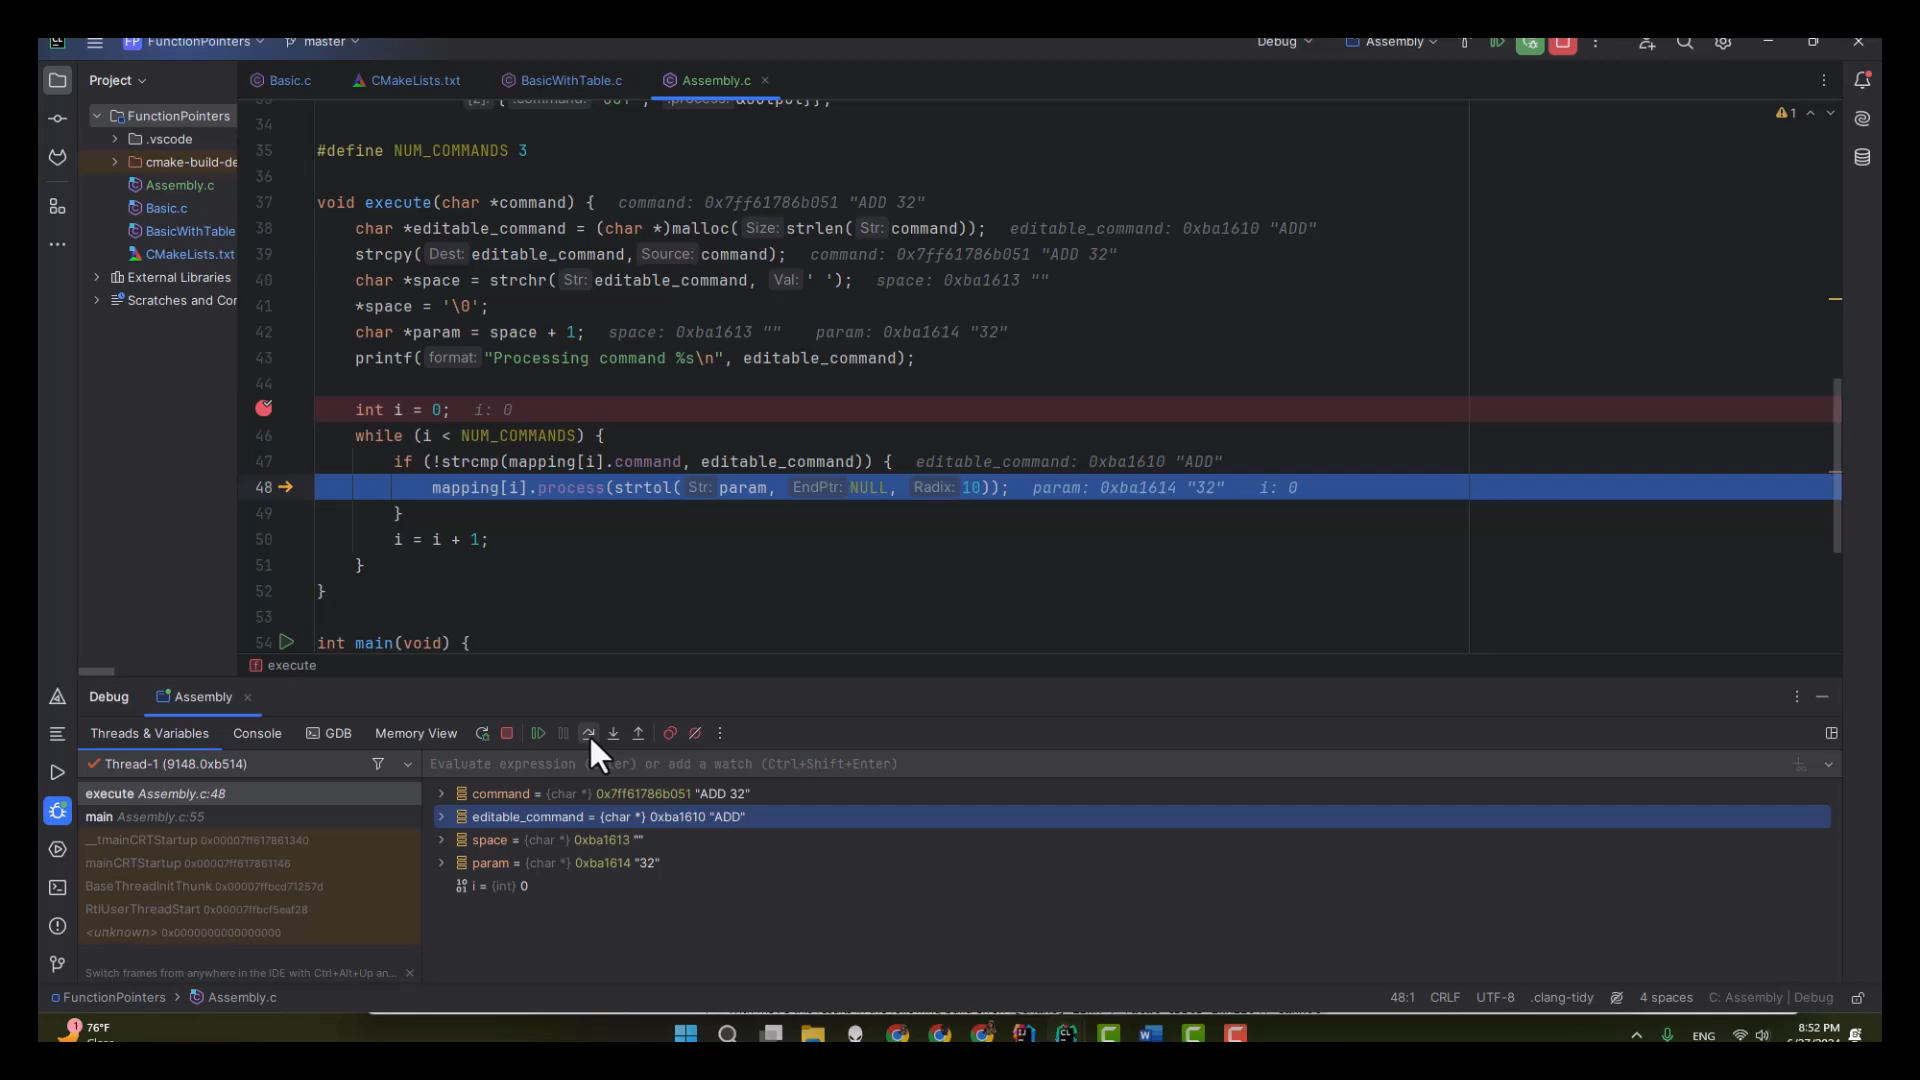 FP FunctionPointers master Debug Assembly
Project Basic.c CMakeLists.txt BasicWithTable.c Assembly.c
FunctionPointers
.vscode
cmake-build-de
Assembly.c
Basic.c
BasicWithTable
CMakeLists.txt
External Libraries
Scratches and Cor
1
34
35 #define NUM_COMMANDS 3
36
37 void execute(char *command) { command: 0x7ff61786b051 "ADD 32"
38 char *editable_command = (char *)malloc( Size: strlen( Str: command)); editable_command: 0xba1610 "ADD"
39 strcpy( Dest: editable_command, Source: command); command: 0x7ff61786b051 "ADD 32"
40 char *space = strchr( Str: editable_command, Val: ' '); space: 0xba1613 ""
41 *space = '\0';
42 char *param = space + 1; space: 0xba1613 "" param: 0xba1614 "32"
43 printf( format: "Processing command %s\n", editable_command);
44
int i = 0; i: 0
46 while (i < NUM_COMMANDS) {
47 if (!strcmp(mapping[i].command, editable_command)) { editable_command: 0xba1610 "ADD"
48 mapping[i].process(strtol( Str: param, EndPtr: NULL, Radix: 10)); param: 0xba1614 "32" i: 0
49 }
50 i = i + 1;
51 }
52 }
53
54 int main(void) {
execute
Debug Assembly
Threads & Variables Console GDB Memory View
Thread-1 (9148.0xb514)
execute Assembly.c:48
main Assembly.c:55
__tmainCRTStartup 0x00007ff617861340
mainCRTStartup 0x00007ff617861146
BaseThreadInitThunk 0x00007ffbcd71257d
RtlUserThreadStart 0x00007ffbcf5eaf28
<unknown> 0x0000000000000000
Switch frames from anywhere in the IDE with Ctrl+Alt+Up an...
Evaluate expression ( ) or add a watch (Ctrl+Shift+Enter)
command = {char *} 0x7ff61786b051 "ADD 32"
editable_command = {char *} 0xba1610 "ADD"
space = {char *} 0xba1613 ""
param = {char *} 0xba1614 "32"
i = {int} 0
FunctionPointers > Assembly.c 48:1 CRLF UTF-8 .clang-tidy 4 spaces C: Assembly | Debug
1 76°F ENG 8:52 PM